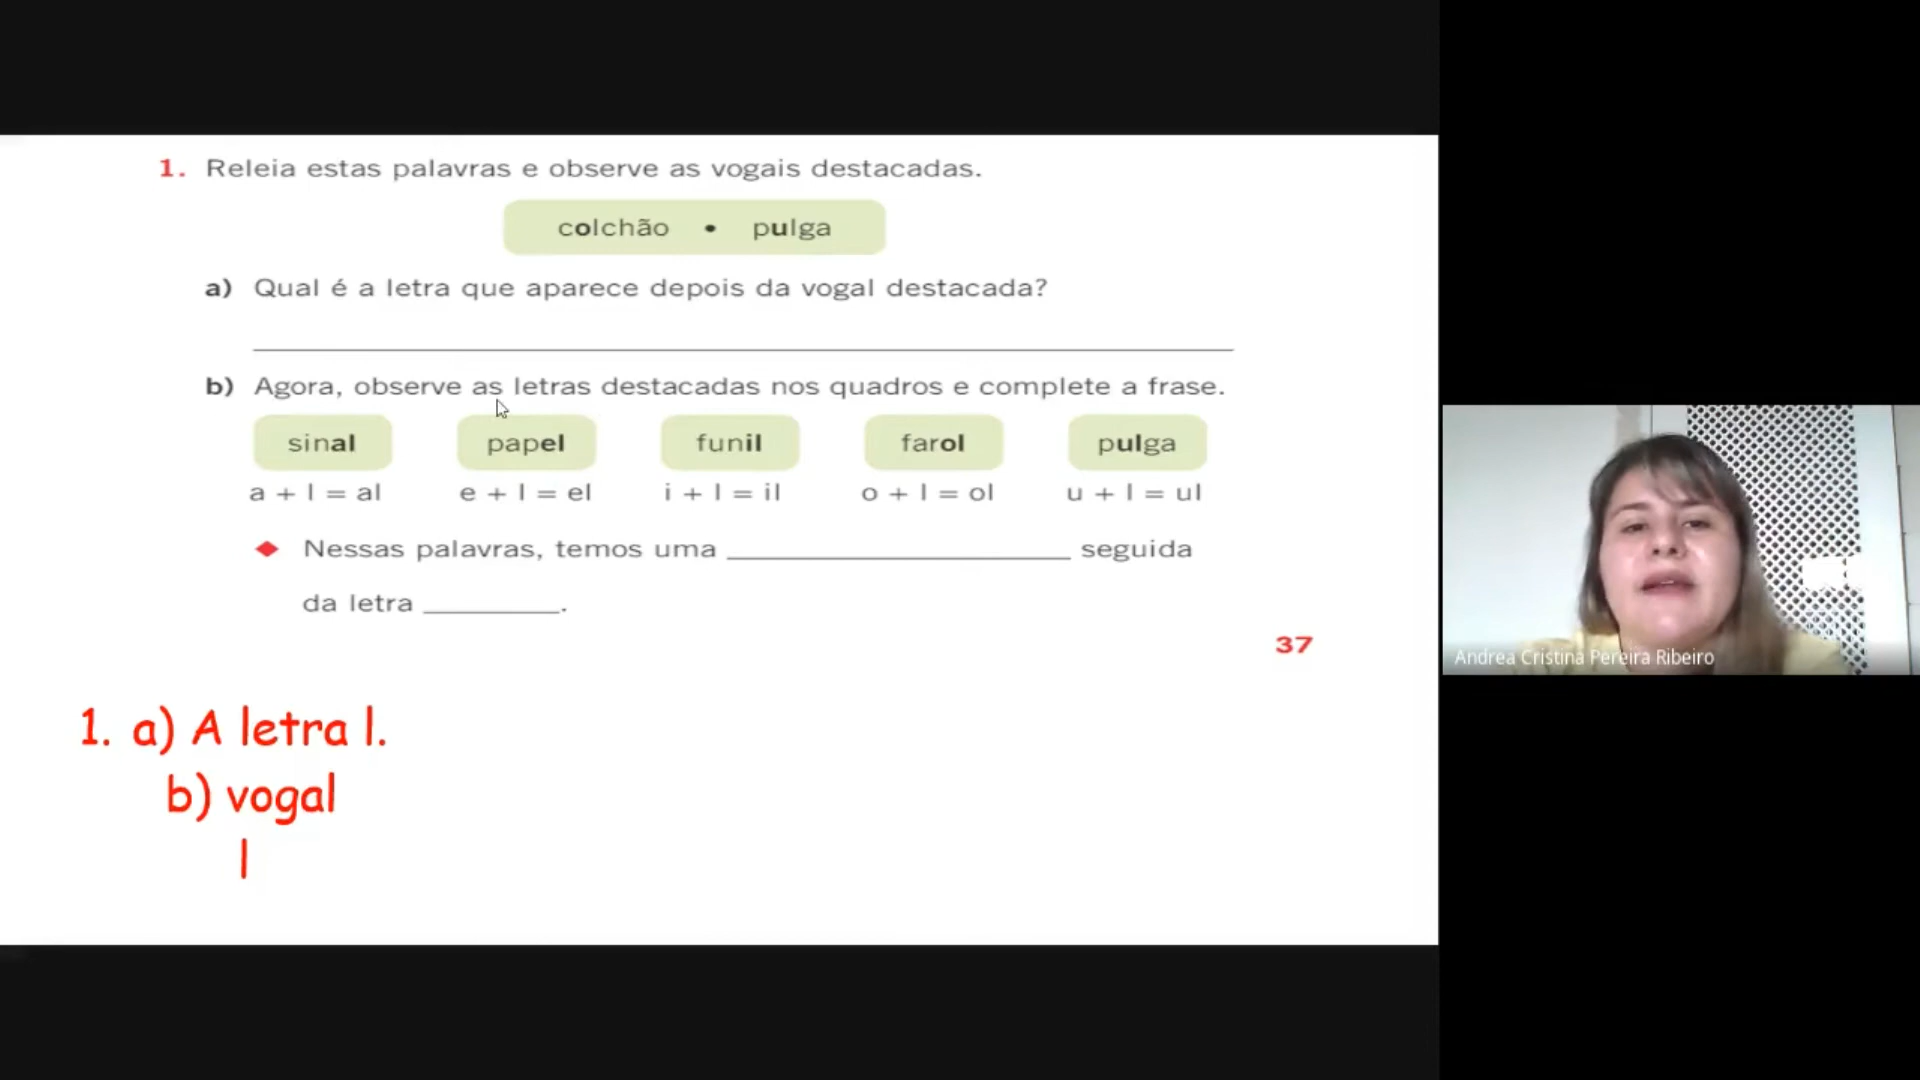 1. Releia estas palavras e observe as vogais destacadas.
colchão • pulga
a) Qual é a letra que aparece depois da vogal destacada?
b) Agora, observe as letras destacadas nos quadros e complete a frase.
sinal papel funil farol pulga
a + l = al e + l = el i + l = il o + l = ol u + l = ul
Nessas palavras, temos uma ____________ seguida
da letra ______.
37
1. a) A letra l.
b) vogal
l
Andrea Cristina Pereira Ribeiro